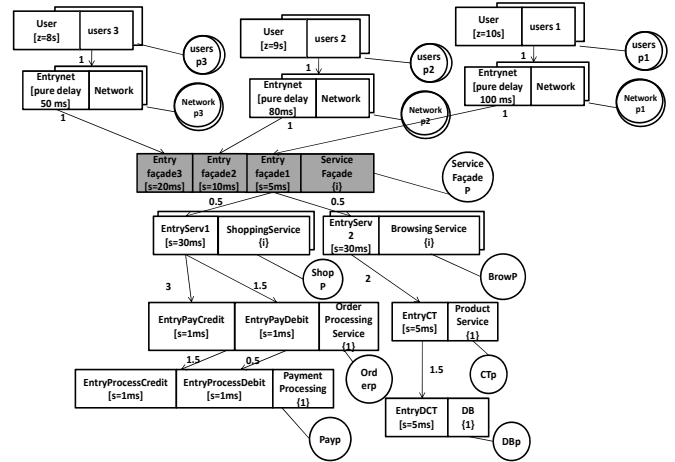 User
[z=8s]
users 3
users
p3
1
Entrynet
[pure delay
50 ms]
Network
Network
p3
1
User
[z=9s]
users 2
users
p2
1
Entrynet
[pure delay
80ms]
Network
Network
p2
1
User
[z=10s]
users 1
users
p1
1
Entrynet
[pure delay
100 ms]
Network
Network
p1
1
Entry
façade3
[s=20ms]
Entry
façade2
[s=10ms]
Entry
façade1
[s=5ms]
Service
Façade
{i}
Service
Façade
P
0.5
0.5
EntryServ1
[s=30ms]
ShoppingService
{i}
Shop
P
EntryServ
2
[s=30ms]
Browsing Service
{i}
BrowP
3
1.5
2
EntryPayCredit
[s=1ms]
EntryPayDebit
[s=1ms]
Order
Processing
Service
{1}
Ord
erp
EntryCT
[s=5ms]
Product
Service
{1}
CTp
1.5
0.5
1.5
EntryProcessCredit
[s=1ms]
EntryProcessDebit
[s=1ms]
Payment
Processing
{1}
Payp
EntryDCT
[s=5ms]
DB
{1}
DBp